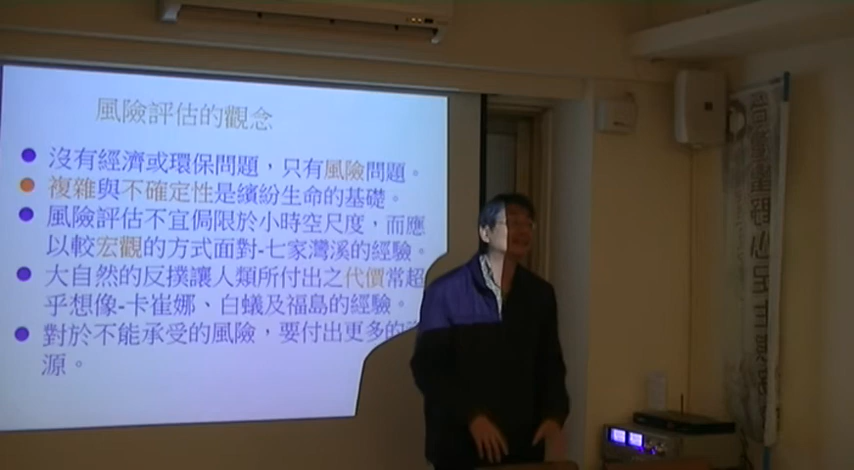 風險評估的觀念
沒有經濟或環保問題，只有風險問題。
複雜與不確定性是繽紛生命的基礎。
風險評估不宜侷限於小時空尺度，而應
以較宏觀的方式面對-七家灣溪的經驗。
大自然的反撲讓人類所付出之代價常超
乎想像-卡崔娜、白蟻及福島的經驗。
對於不能承受的風險，要付出更多的
源。